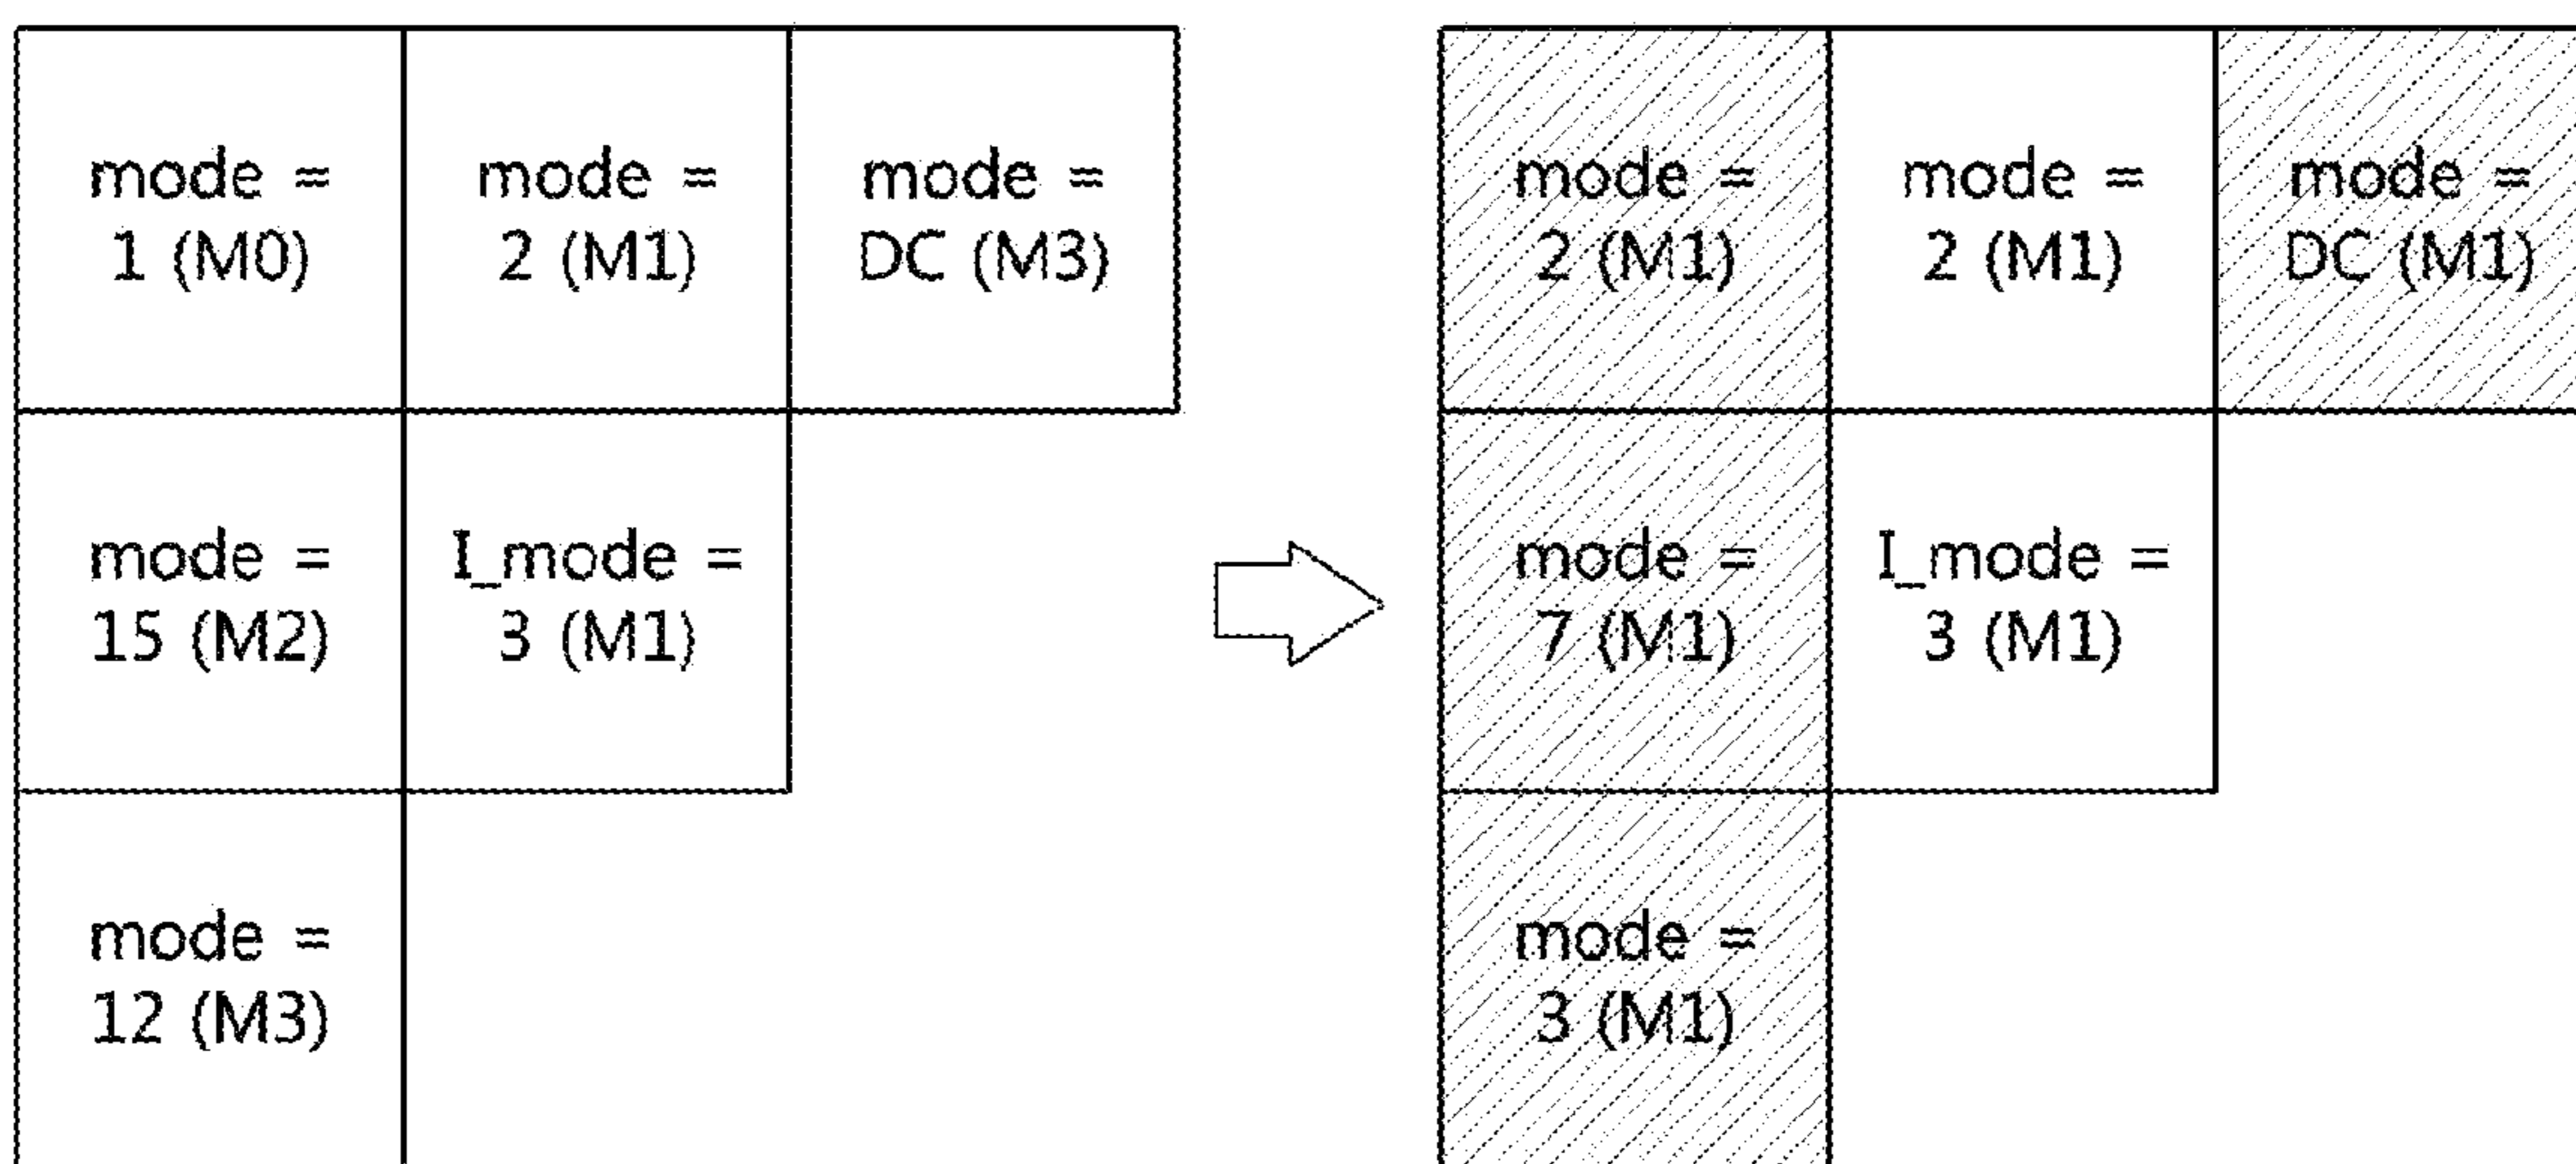 mode =
1 (M0)
mode =
2 (M1)
mode =
DC (M3)
mode =
15 (M2)
I_mode =
3 (M1)
mode =
12 (M3)
mode =
2 (M1)
mode =
2 (M1)
mode =
DC (M1)
mode =
7 (M1)
I_mode =
3 (M1)
mode =
3 (M1)